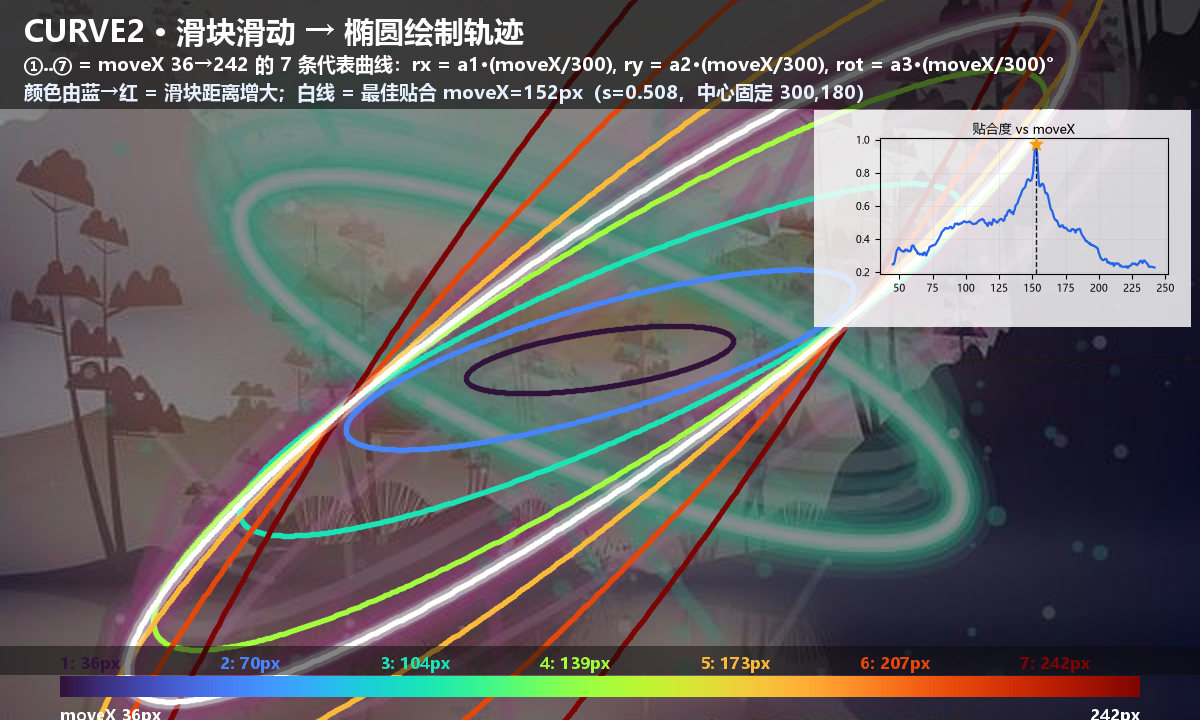 CURVE2 • 滑块滑动 → 椭圆绘制轨迹
①..⑦ = moveX 36→242 的 7 条代表曲线：rx = a1•(moveX/300), ry = a2•(moveX/300), rot = a3•(moveX/300)°
颜色由蓝→红 = 滑块距离增大；白线 = 最佳贴合 moveX=152px（s=0.508，中心固定 300,180）
贴合度 vs moveX
1.0
0.8
0.6
0.4
0.2
50 75 100 125 150 175 200 225 250
1: 36px 2: 70px 3: 104px 4: 139px 5: 173px 6: 207px 7: 242px
moveX 36px 242px